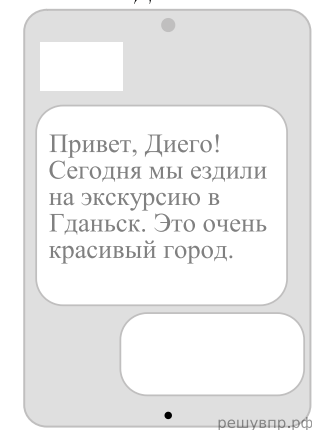 Привет, Диего!
Сегодня мы ездили
на экскурсию в
Гданьск. Это очень
красивый город.
решувпр.рф